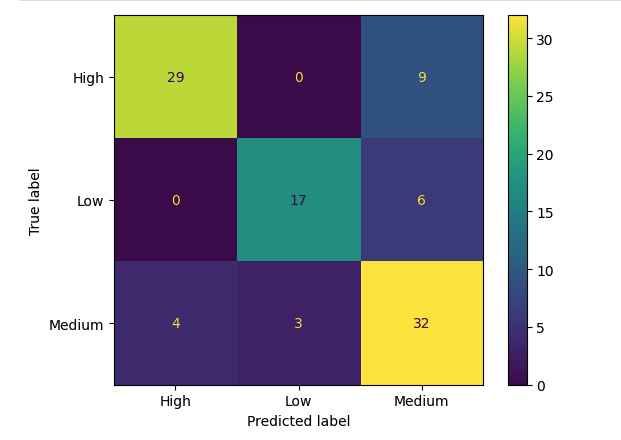 High 29 0 9
Low 0 17 6
Medium 4 3 32
High Low Medium
Predicted label
True label
30
25
20
15
10
5
0